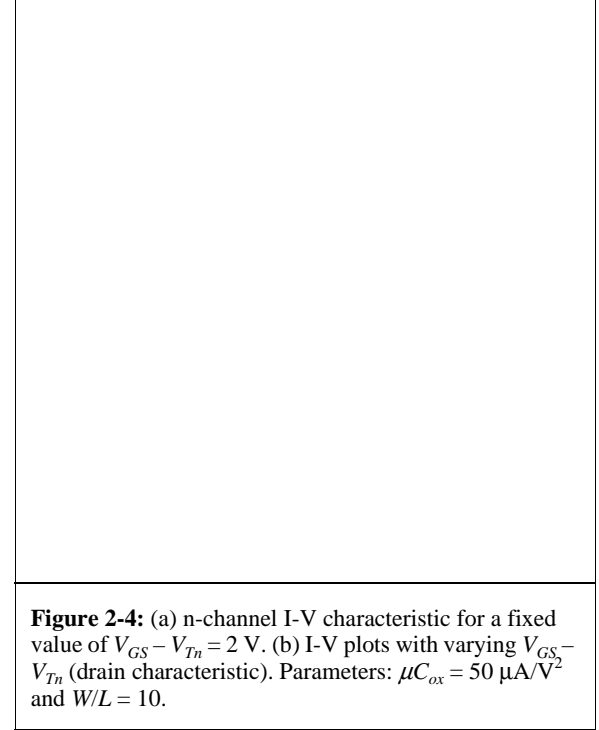 Figure 2-4: (a) n-channel I-V characteristic for a fixed
value of V_GS – V_Tn = 2 V. (b) I-V plots with varying V_GS –
V_Tn (drain characteristic). Parameters: μC_ox = 50 μA/V²
and W/L = 10.